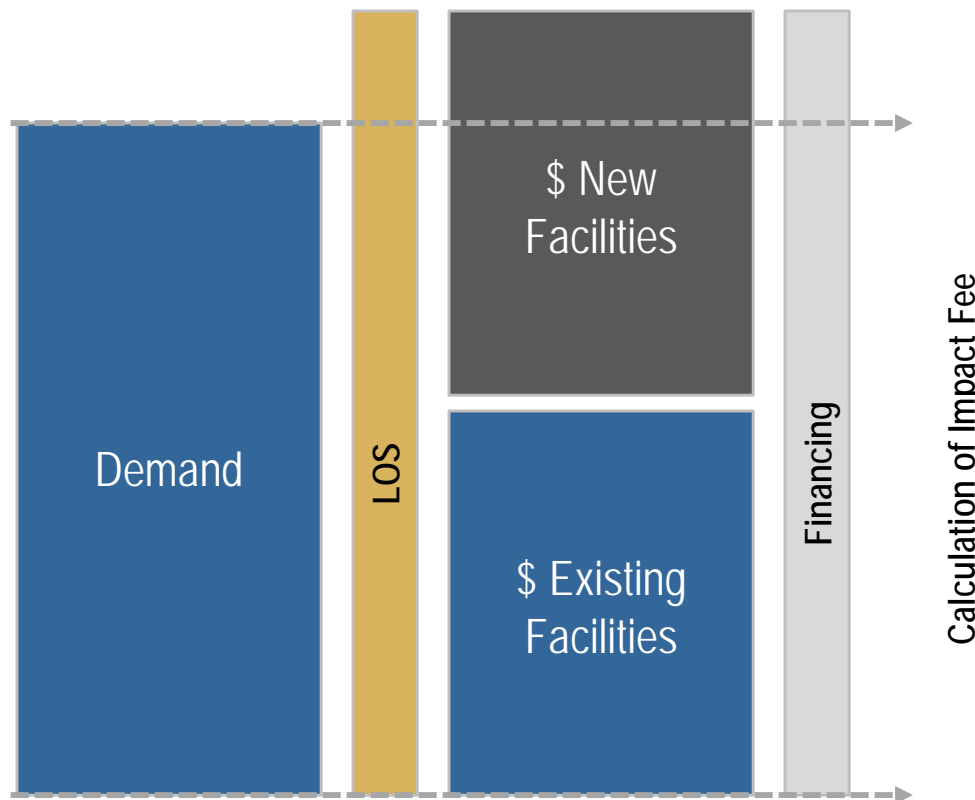 Demand
LOS
$ New
Facilities
$ Existing
Facilities
Financing
Calculation of Impact Fee